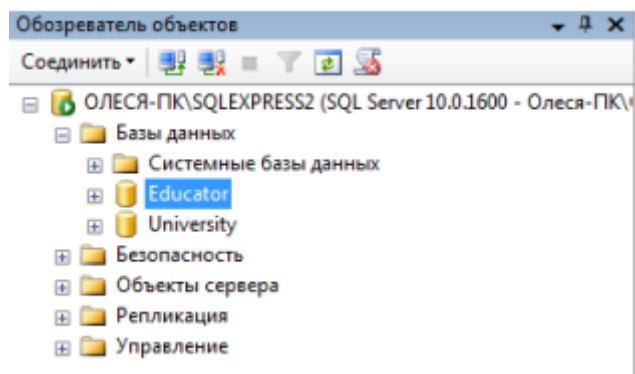 Обозреватель объектов
Соединить
ОЛЕСЯ-ПК\SQLEXPRESS2 (SQL Server 10.0.1600 - Олеся-ПК\
Базы данных
Системные базы данных
Educator
University
Безопасность
Объекты сервера
Репликация
Управление